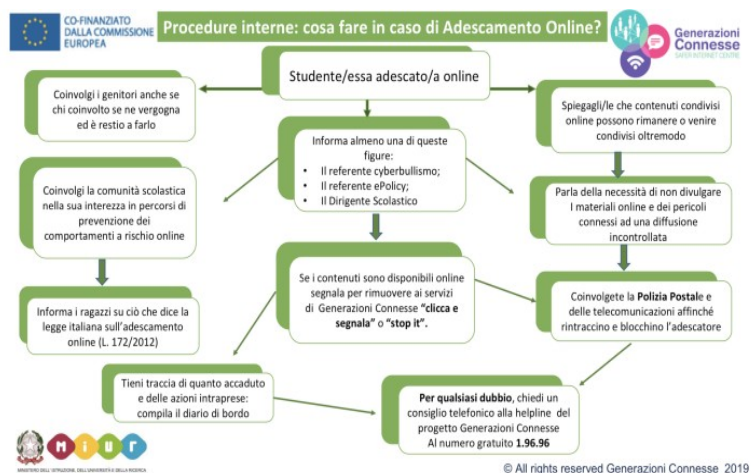 CO-FINANZIATO
DALLA COMMISSIONE
EUROPEA
Procedure interne: cosa fare in caso di Adescamento Online?
Generazioni
Connesse
SAFER INTERNET CENTRE
Studente/essa adescato/a online
Coinvolgi i genitori anche se
chi coinvolto se ne vergogna
ed è restio a farlo
Informa almeno una di queste
figure:
• Il referente cyberbullismo;
• Il referente ePolicy;
• Il Dirigente Scolastico
Spiegagli/le che contenuti condivisi
online possono rimanere o venire
condivisi oltremodo
Coinvolgi la comunità scolastica
nella sua interezza in percorsi di
prevenzione dei
comportamenti a rischio online
Parla della necessità di non divulgare
I materiali online e dei pericoli
connessi ad una diffusione
incontrollata
Se i contenuti sono disponibili online
segnala per rimuovere ai servizi
di Generazioni Connesse “clicca e
segnala” o “stop it”.
Informa i ragazzi su ciò che dice la
legge italiana sull’adescamento
online (L. 172/2012)
Coinvolgete la Polizia Postale e
delle telecomunicazioni affinché
rintraccino e blocchino l’adescatore
Tieni traccia di quanto accaduto
e delle azioni intraprese:
compila il diario di bordo
Per qualsiasi dubbio, chiedi un
consiglio telefonico alla helpline del
progetto Generazioni Connesse
Al numero gratuito 1.96.96
miur
MINISTERO DELL’ISTRUZIONE, DELL’UNIVERSITÀ E DELLA RICERCA
© All rights reserved Generazioni Connesse 2019